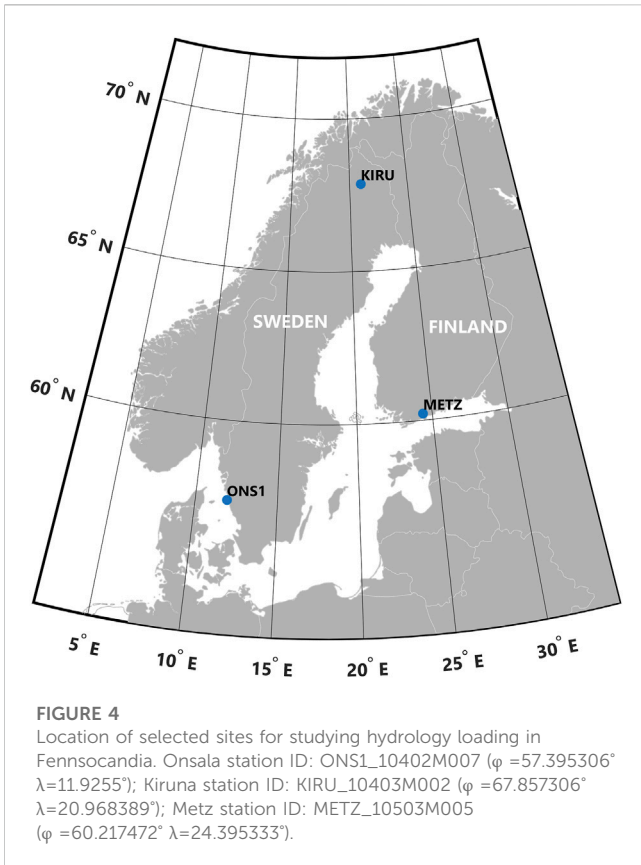 70° N
KIRU
65° N
SWEDEN
FINLAND
60° N
METZ
ONS1
5° E
10° E
15° E
20° E
25° E
30° E
FIGURE 4
Location of selected sites for studying hydrology loading in
Fennsocandia. Onsala station ID: ONS1_10402M007 (φ =57.395306°
λ=11.9255°); Kiruna station ID: KIRU_10403M002 (φ =67.857306°
λ=20.968389°); Metz station ID: METZ_10503M005
(φ =60.217472° λ=24.395333°).